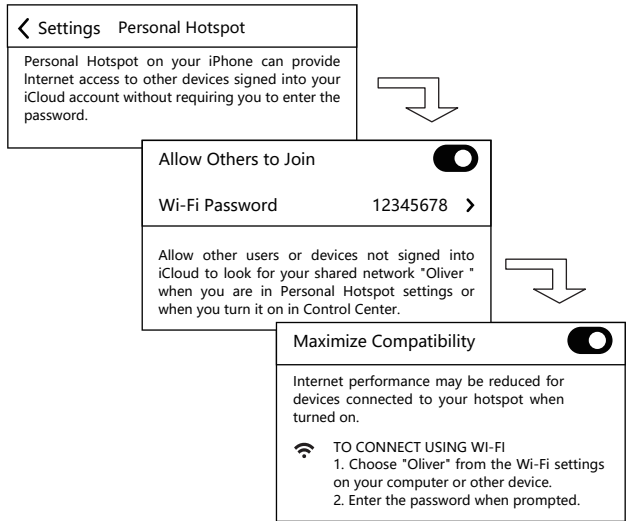 Settings Personal Hotspot
Personal Hotspot on your iPhone can provide
Internet access to other devices signed into your
iCloud account without requiring you to enter the
password.
Allow Others to Join
Wi-Fi Password 12345678
Allow other users or devices not signed into
iCloud to look for your shared network "Oliver "
when you are in Personal Hotspot settings or
when you turn it on in Control Center.
Maximize Compatibility
Internet performance may be reduced for
devices connected to your hotspot when
turned on.
TO CONNECT USING WI-FI
1. Choose "Oliver" from the Wi-Fi settings
on your computer or other device.
2. Enter the password when prompted.